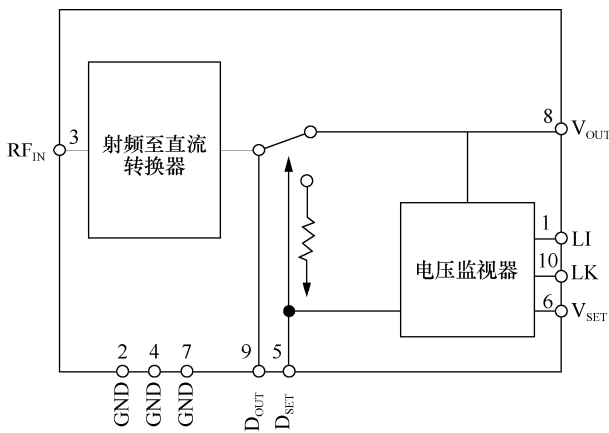 8
V_OUT
3
RF_IN
射频至直流
转换器
1
LI
电压监视器
10
LK
6
V_SET
2
4
7
9
5
GND
GND
GND
D_OUT
D_SET